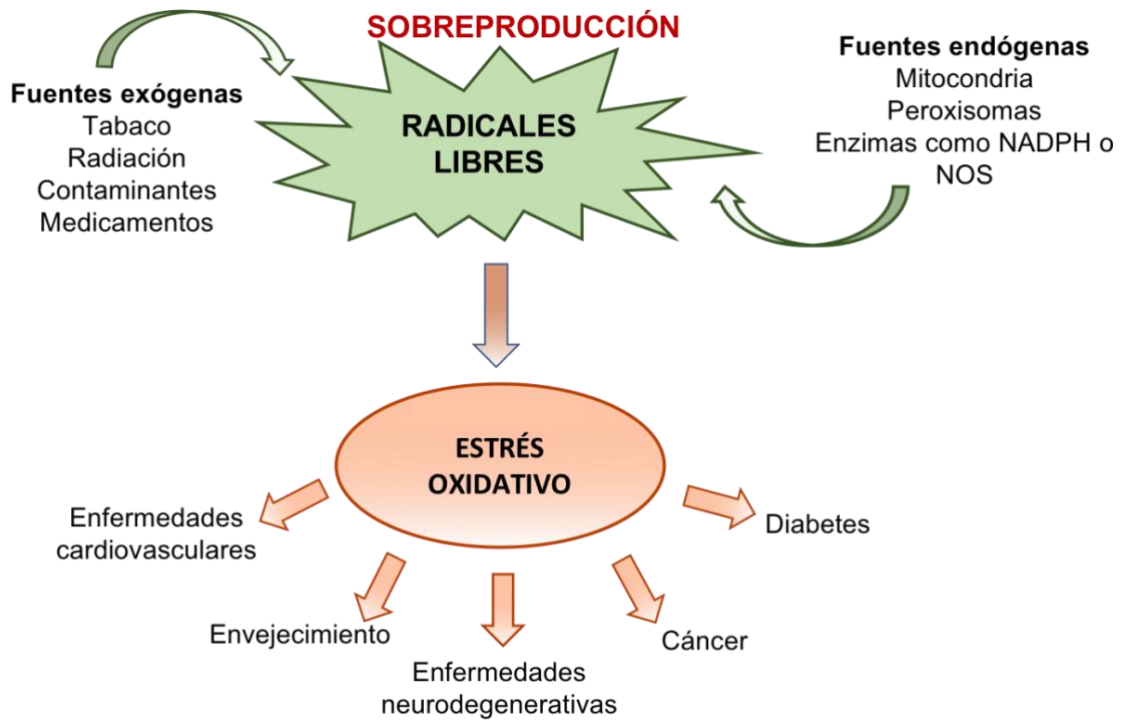 SOBREPRODUCCIÓN
Fuentes exógenas
Tabaco
Radiación
Contaminantes
Medicamentos
RADICALES
LIBRES
Fuentes endógenas
Mitocondria
Peroxisomas
Enzimas como NADPH o
NOS
ESTRÉS
OXIDATIVO
Enfermedades
cardiovasculares
Envejecimiento
Enfermedades
neurodegenerativas
Cáncer
Diabetes